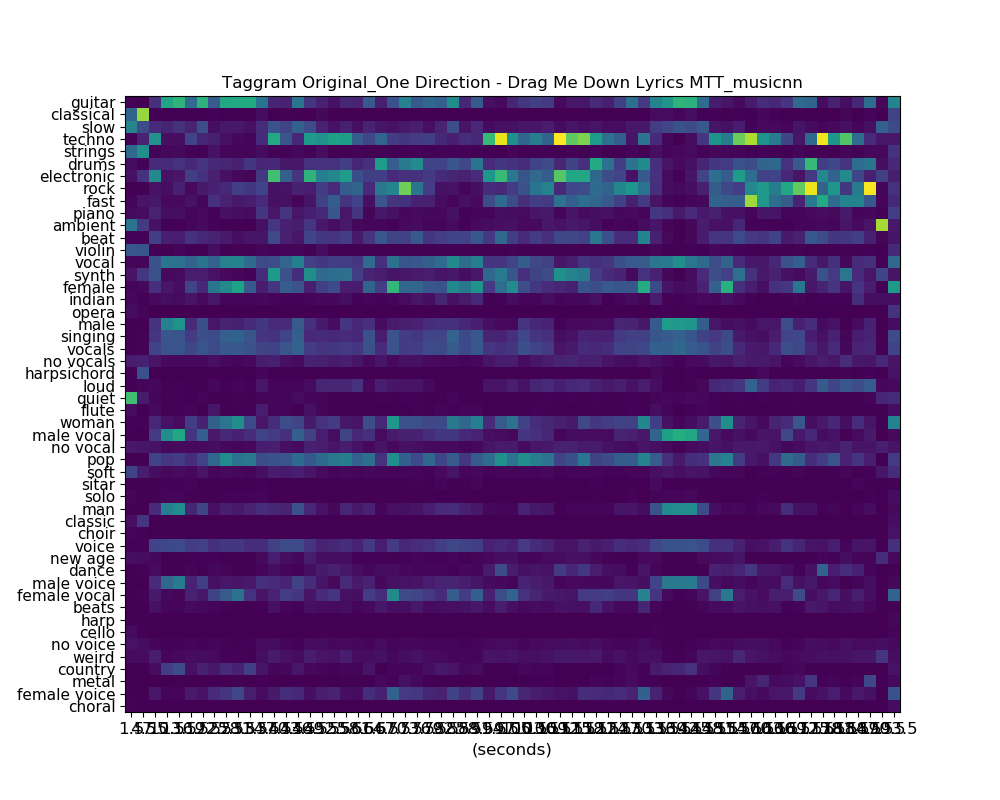 Taggram Original_One Direction - Drag Me Down Lyrics MTT_musicnn
guitar
classical
slow
techno
strings
drums
electronic
rock
fast
piano
ambient
beat
violin
vocal
synth
female
indian
opera
male
singing
vocals
no vocals
harpsichord
loud
quiet
flute
woman
male vocal
no vocal
pop
soft
sitar
solo
man
classic
choir
voice
new age
dance
male voice
female vocal
beats
harp
cello
no voice
weird
country
metal
female voice
choral
(seconds)